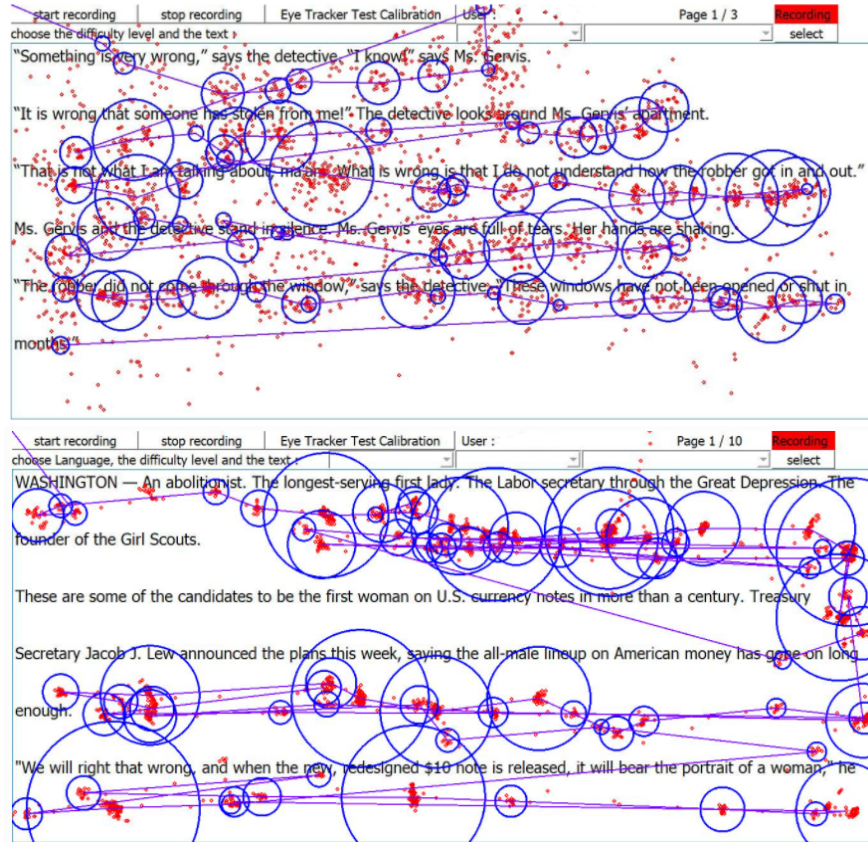 start recording stop recording Eye Tracker Test Calibration User : Page 1 / 3 Recording
choose the difficulty level and the text : select
“Something is very wrong,” says the detective. “I know!” says Ms. Gervis.
“It is wrong that someone has stolen from me!” The detective looks around Ms. Gervis’ apartment.
“That is not what I am talking about, ma'am. What is wrong is that I do not understand how the robber got in and out.”
Ms. Gervis and the detective stand in silence. Ms. Gervis’ eyes are full of tears. Her hands are shaking.
“The robber did not come through the window,” says the detective. “These windows have not been opened or shut in
months.”
start recording stop recording Eye Tracker Test Calibration User : Page 1 / 10 Recording
choose Language, the difficulty level and the text : select
WASHINGTON — An abolitionist. The longest-serving first lady. The Labor secretary through the Great Depression. The
founder of the Girl Scouts.
These are some of the candidates to be the first woman on U.S. currency notes in more than a century. Treasury
Secretary Jacob J. Lew announced the plans this week, saying the all-male lineup on American money has gone on long
enough.
"We will right that wrong, and when the new, redesigned $10 note is released, it will bear the portrait of a woman," he